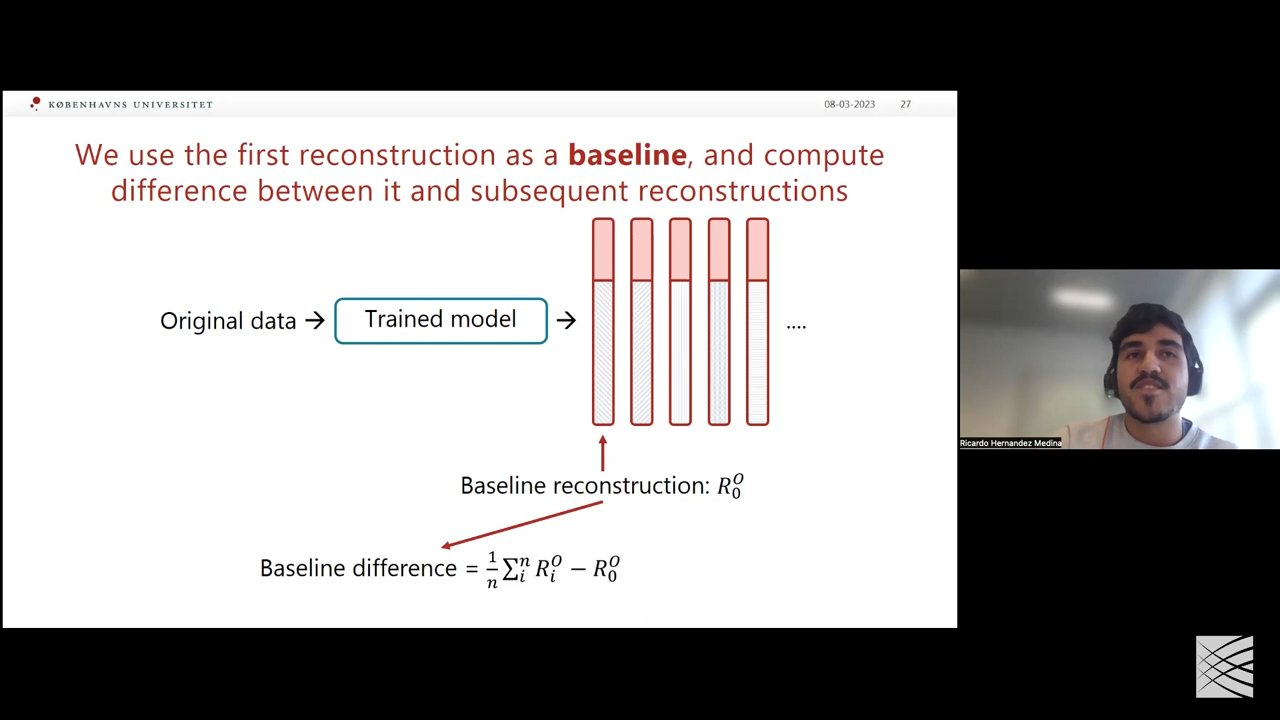 KØBENHAVNS UNIVERSITET
08-03-2023 27
We use the first reconstruction as a baseline, and compute
difference between it and subsequent reconstructions
Original data → Trained model → ....
Baseline reconstruction: R₀ᴼ
Baseline difference = 1/n ∑ᵢⁿ Rᵢᴼ − R₀ᴼ
Ricardo Hernandez Medina